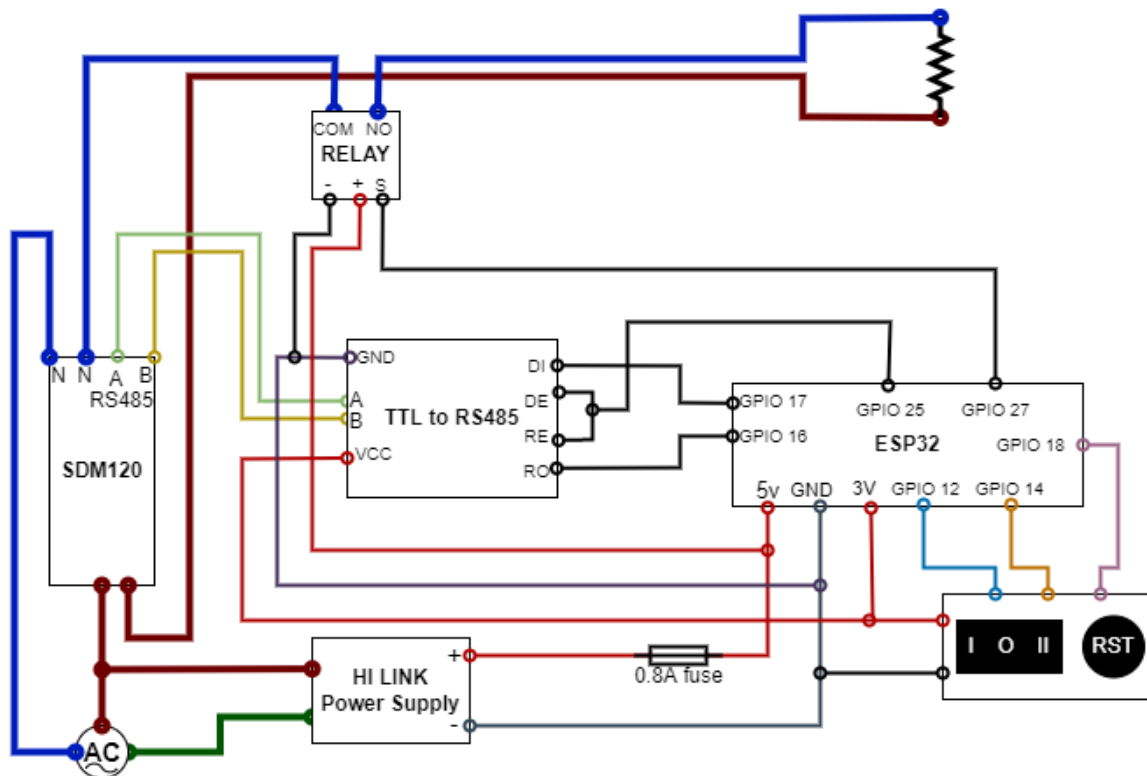 COM NO
RELAY
- + S
N N A B
RS485
SDM120
GND
A
B
VCC
TTL to RS485
DI
DE
RE
RO
GPIO 17
GPIO 16
GPIO 25
GPIO 27
ESP32
GPIO 18
5v GND 3V GPIO 12 GPIO 14
I O II
RST
+
-
HI LINK
Power Supply
0.8A fuse
AC